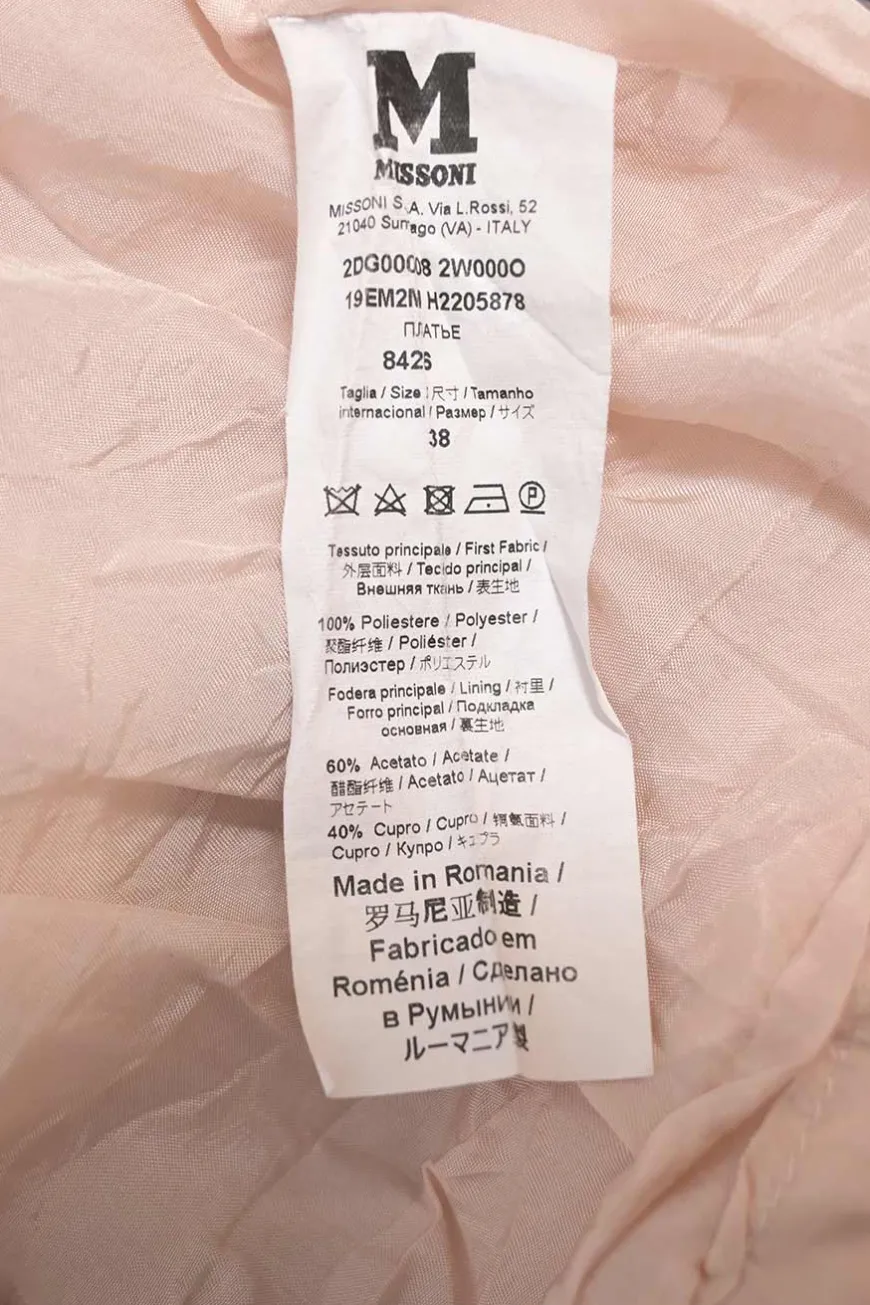 M
MISSONI
MISSONI S.A. Via L.Rossi, 52
21040 Sumirago (VA) - ITALY
2DG00008 2W000O
19EM2N H2205878
ПЛАТЬЕ
8426
Taglia / Size / 尺寸 / Tamanho
internacional / Размер / サイズ
38
P
Tessuto principale / First Fabric /
外层面料 / Tecido principal /
Внешняя ткань / 表生地
100% Poliestere / Polyester /
聚酯纤维 / Poliéster /
Полиэстер / ポリエステル
Fodera principale / Lining / 衬里 /
Forro principal / Подкладка
основная / 裏生地
60% Acetato / Acetate /
醋酯纤维 / Acetato / Ацетат /
アセテート
40% Cupro / Cupro / 铜氨面料 /
Cupro / Купро / キュプラ
Made in Romania /
罗马尼亚制造 /
Fabricado em
Roménia / Сделано
в Румынии /
ルーマニア製